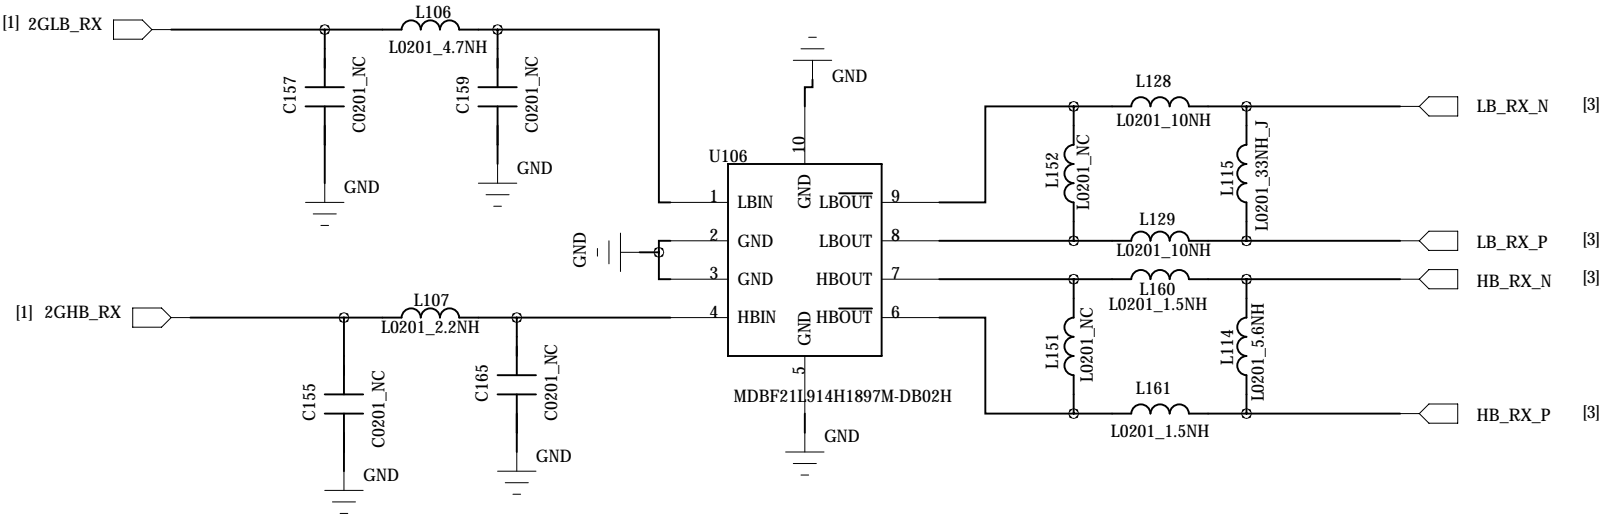 [1] 2GLB_RX
L106
L0201_4.7NH
C157
C0201_NC
GND
C159
C0201_NC
GND
GND
10
U106
1
LBIN
2
GND
3
GND
4
HBIN
GND
GND
LBOUT
9
LBOUT
8
HBOUT
7
HBOUT
6
GND
5
MDBF21L914H1897M-DB02H
GND
[1] 2GHB_RX
L107
L0201_2.2NH
C155
C0201_NC
GND
C165
C0201_NC
GND
L128
L0201_10NH
LB_RX_N [3]
L152
L0201_NC
L115
L0201_33NH_J
L129
L0201_10NH
LB_RX_P [3]
L160
L0201_1.5NH
HB_RX_N [3]
L151
L0201_NC
L114
L0201_5.6NH
L161
L0201_1.5NH
HB_RX_P [3]